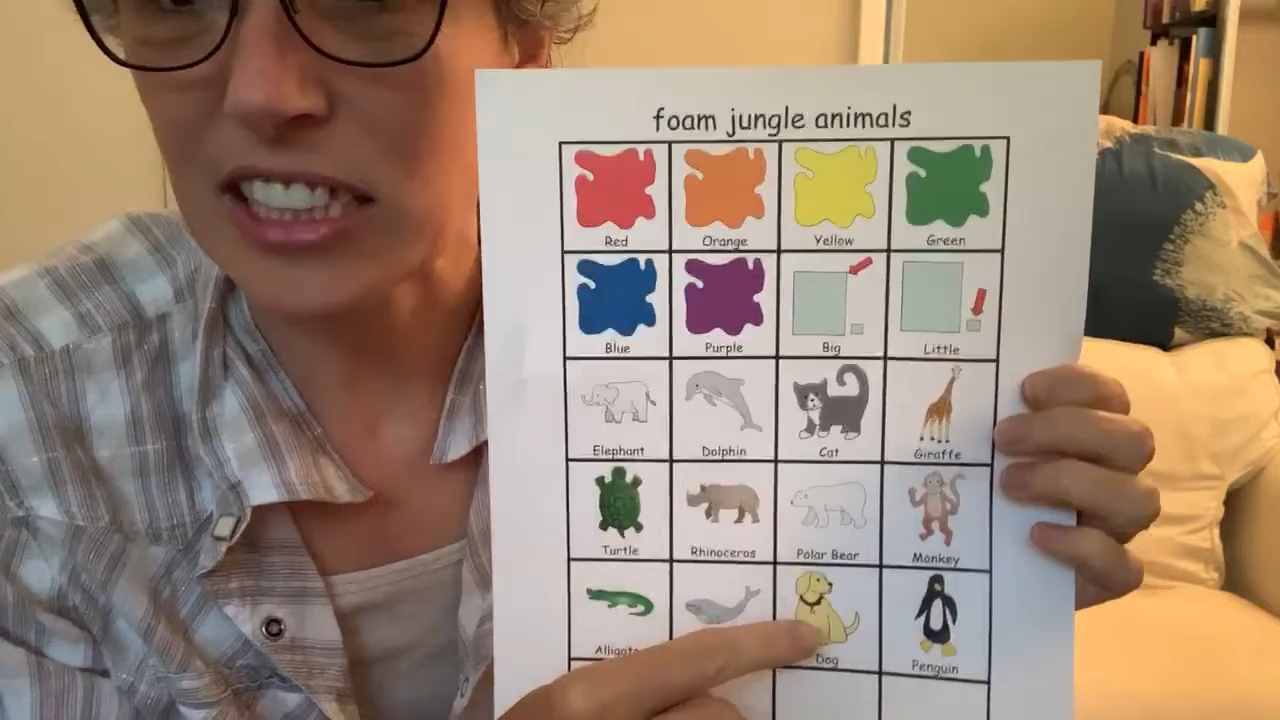 foam jungle animals
Red Orange Yellow Green
Blue Purple Big Little
Elephant Dolphin Cat Giraffe
Turtle Rhinoceros Polar Bear Monkey
Dog Penguin